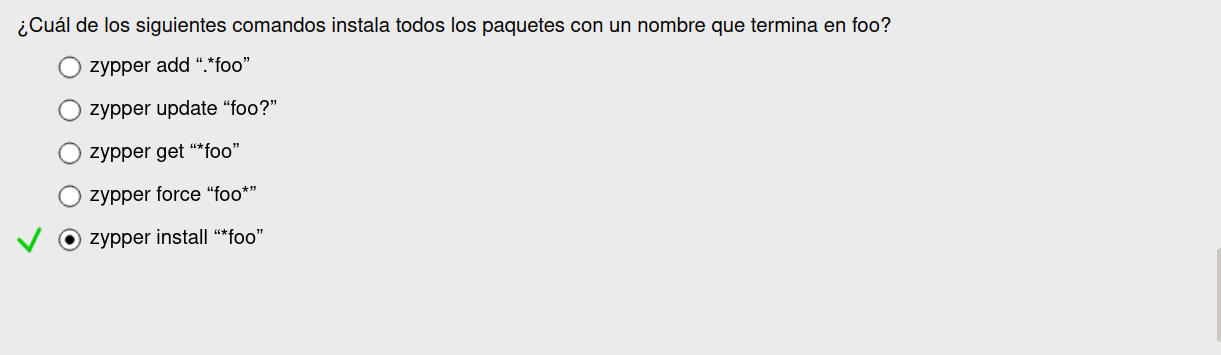 ¿Cuál de los siguientes comandos instala todos los paquetes con un nombre que termina en foo?
zypper add “.*foo”
zypper update “foo?”
zypper get “*foo”
zypper force “foo*”
zypper install “*foo”